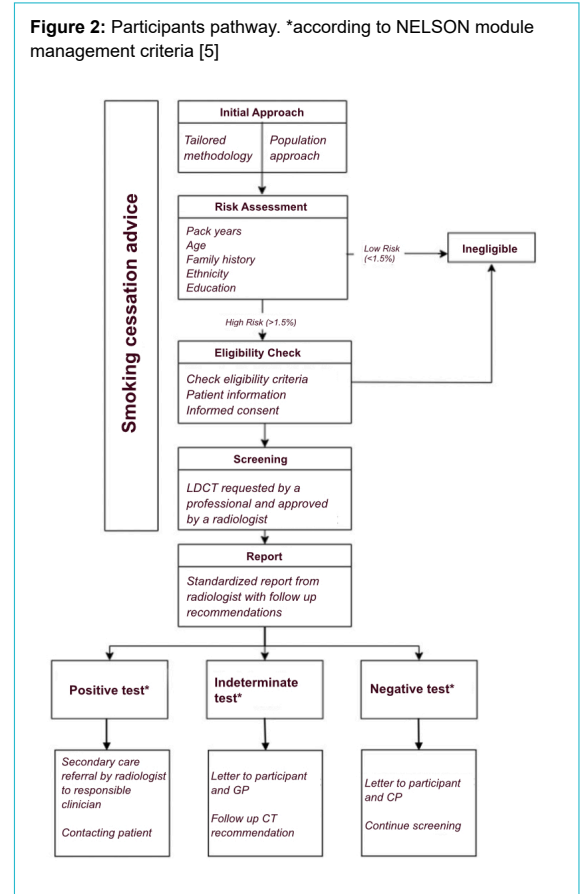 Figure 2: Participants pathway. *according to NELSON module
management criteria [5]
Smoking cessation advice
Initial Approach
Tailored
methodology
Population
approach
Risk Assessment
Pack years
Age
Family history
Ethnicity
Education
Low Risk
(<1.5%)
Inegligible
High Risk (>1.5%)
Eligibility Check
Check eligibility criteria
Patient information
Informed consent
Screening
LDCT requested by a
professional and approved
by a radiologist
Report
Standardized report from
radiologist with follow up
recommendations
Positive test*
Indeterminate
test*
Negative test*
Secondary care
referral by radiologist
to responsible
clinician
Contacting patient
Letter to participant
and GP
Follow up CT
recommendation
Letter to participant
and CP
Continue screening